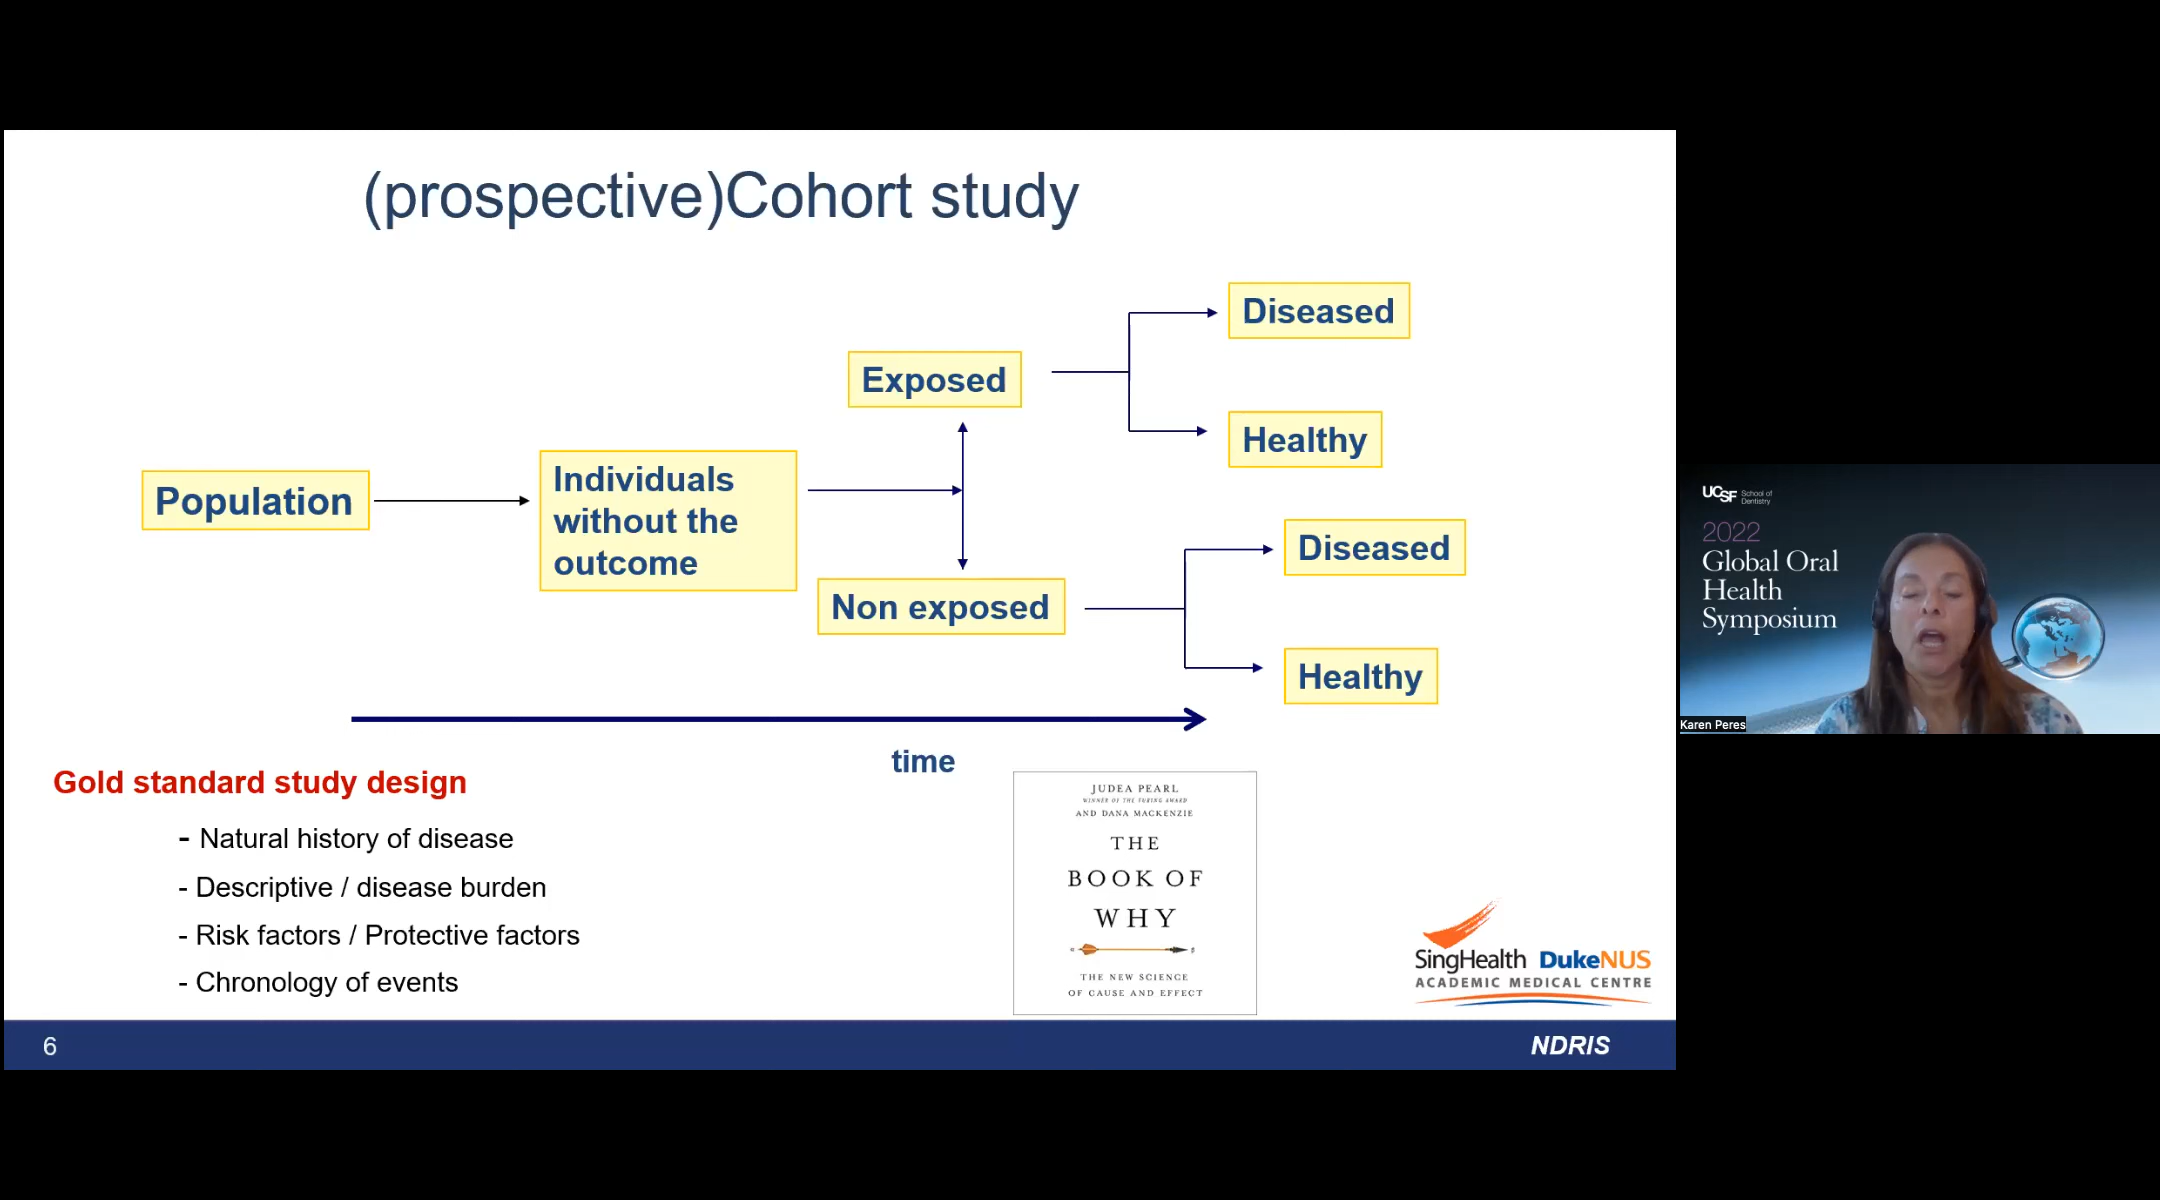 (prospective)Cohort study
Diseased
Exposed
Healthy
Population
Individuals
without the
outcome
Diseased
Non exposed
Healthy
time
Gold standard study design
- Natural history of disease
- Descriptive / disease burden
- Risk factors / Protective factors
- Chronology of events
JUDEA PEARL
WINNER OF THE TURING AWARD
AND DANA MACKENZIE
THE
BOOK OF
WHY
THE NEW SCIENCE
OF CAUSE AND EFFECT
SingHealth DukeNUS
ACADEMIC MEDICAL CENTRE
6
NDRIS
UCSF School of
Dentistry
2022
Global Oral
Health
Symposium
Karen Peres